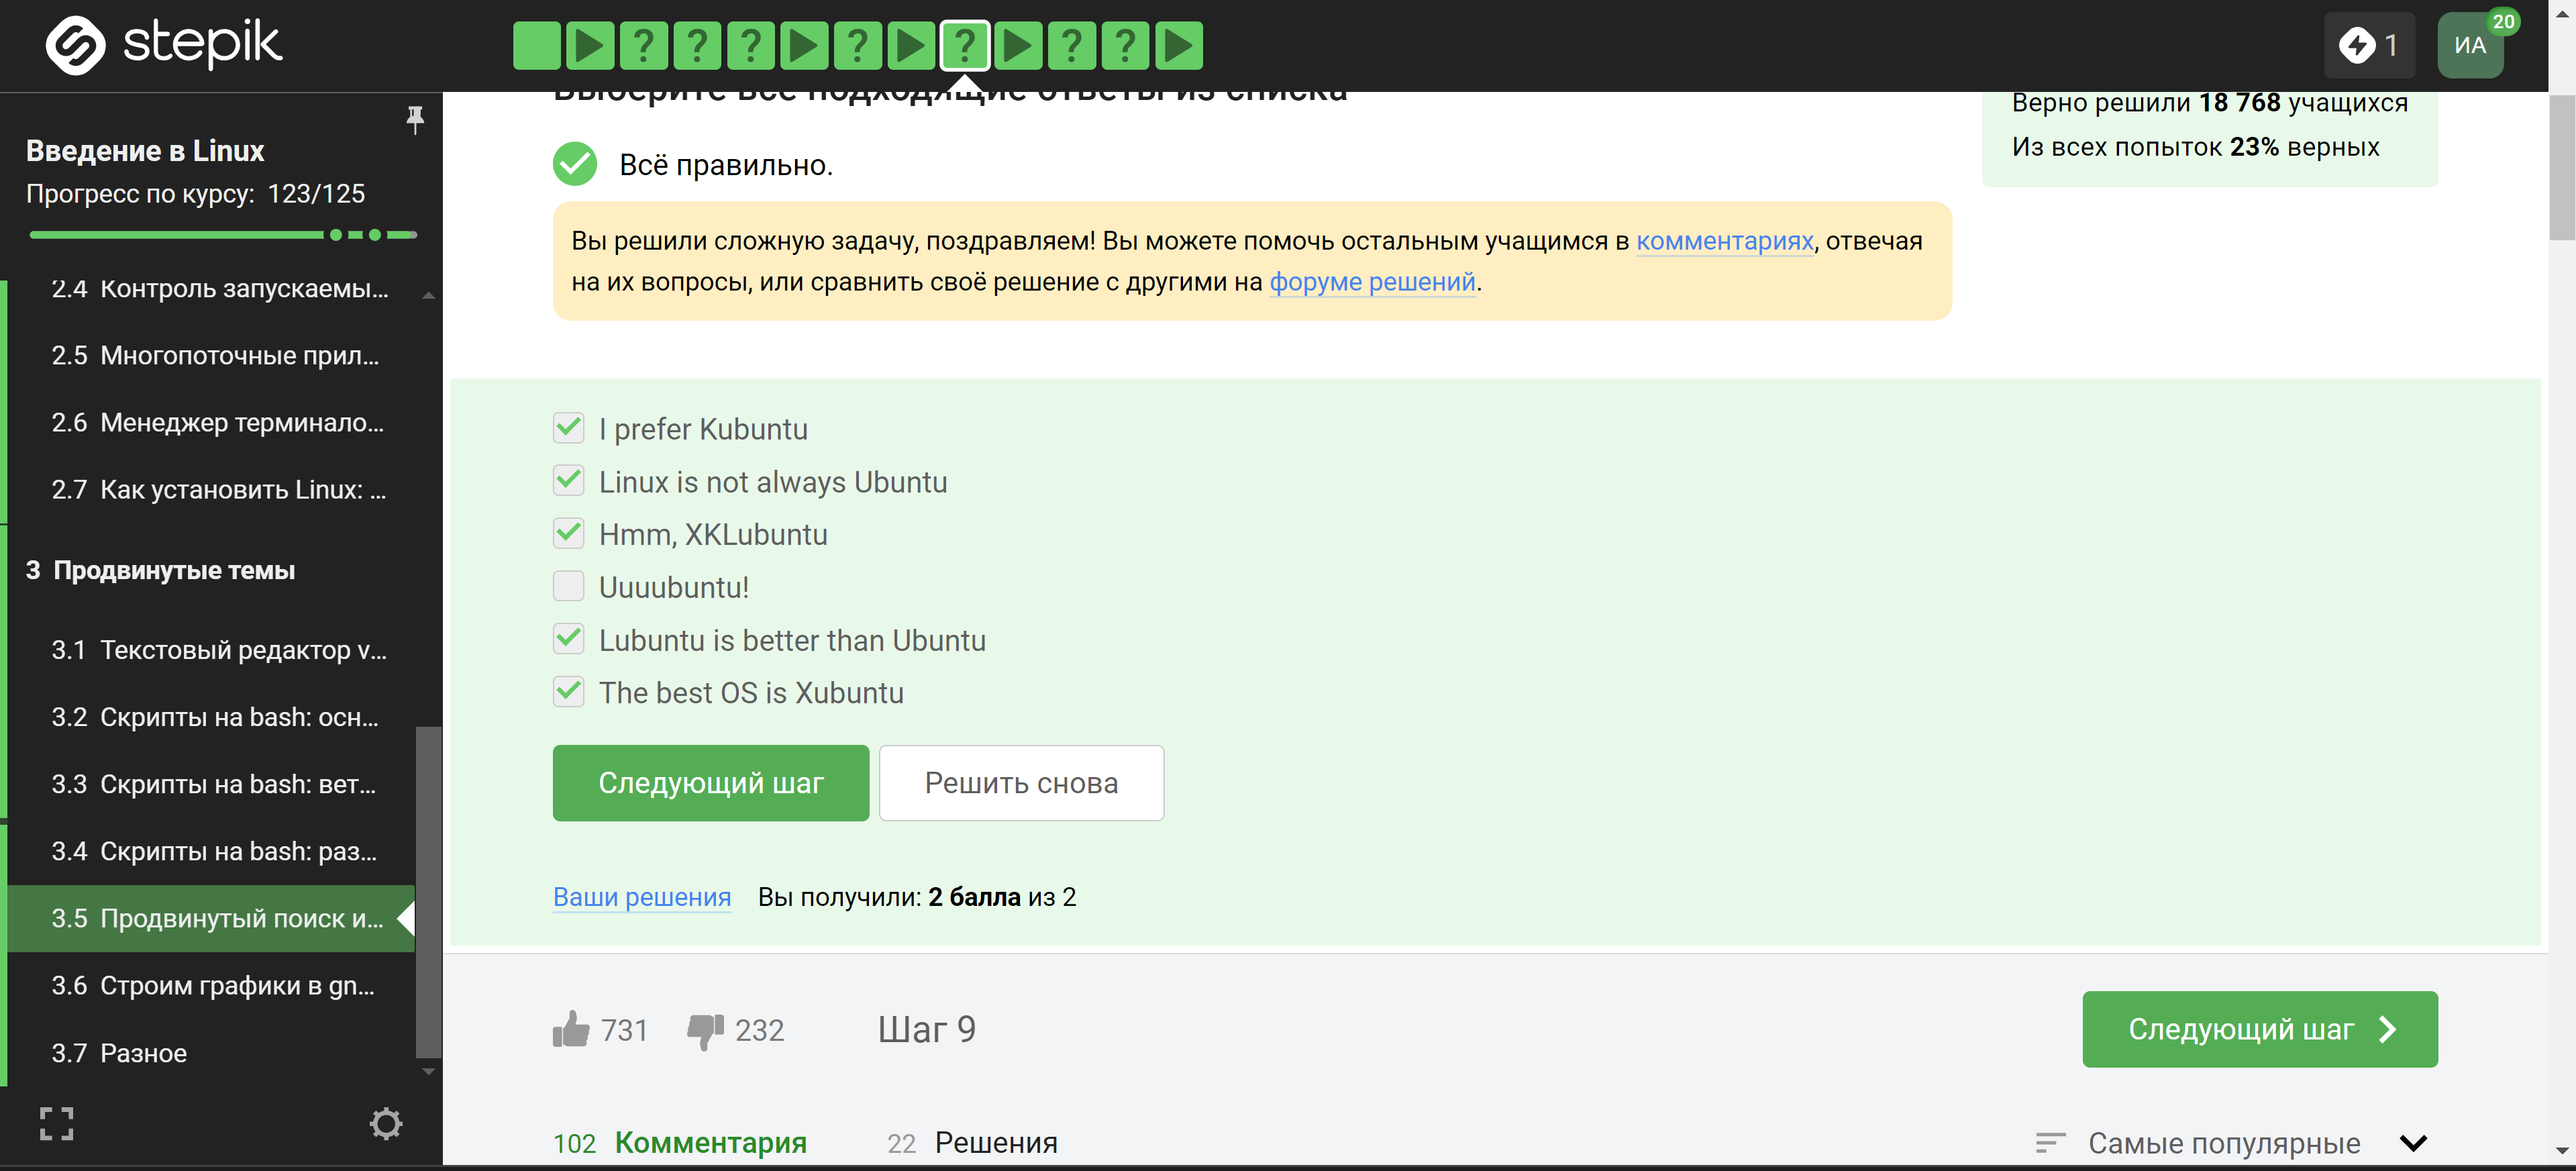 stepik
? ? ? ? ? ? ?
1
ИА
20
Введение в Linux
Прогресс по курсу: 123/125
2.4 Контроль запускаемы...
2.5 Многопоточные прил...
2.6 Менеджер терминало...
2.7 Как установить Linux: ...
3 Продвинутые темы
3.1 Текстовый редактор v...
3.2 Скрипты на bash: осн...
3.3 Скрипты на bash: вет...
3.4 Скрипты на bash: раз...
3.5 Продвинутый поиск и...
3.6 Строим графики в gn...
3.7 Разное
Выберите все подходящие ответы из списка
Верно решили 18 768 учащихся
Из всех попыток 23% верных
Всё правильно.
Вы решили сложную задачу, поздравляем! Вы можете помочь остальным учащимся в комментариях, отвечая
на их вопросы, или сравнить своё решение с другими на форуме решений.
I prefer Kubuntu
Linux is not always Ubuntu
Hmm, XKLubuntu
Uuuubuntu!
Lubuntu is better than Ubuntu
The best OS is Xubuntu
Следующий шаг
Решить снова
Ваши решения Вы получили: 2 балла из 2
731 232 Шаг 9
Следующий шаг
102 Комментария 22 Решения
Самые популярные